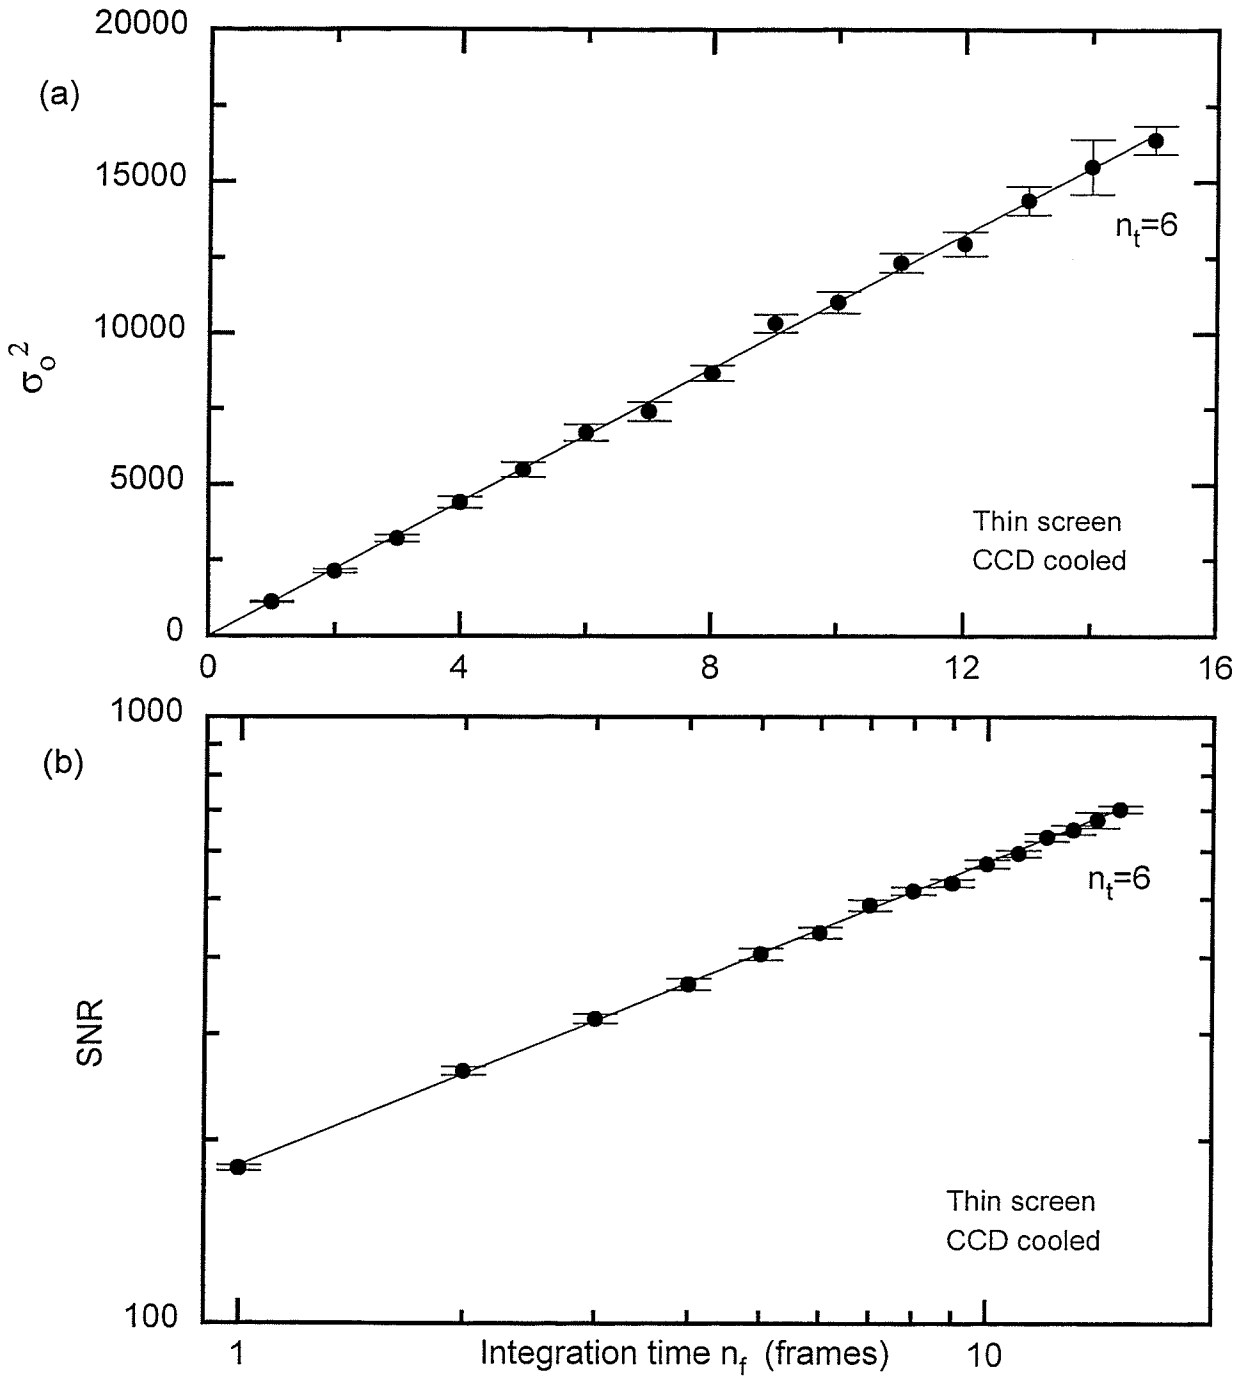 (a)
20000
15000
10000
5000
0
σₒ²
nₜ=6
Thin screen
CCD cooled
0 4 8 12 16
(b)
1000
100
SNR
nₜ=6
Thin screen
CCD cooled
1 10
Integration time n_f (frames)